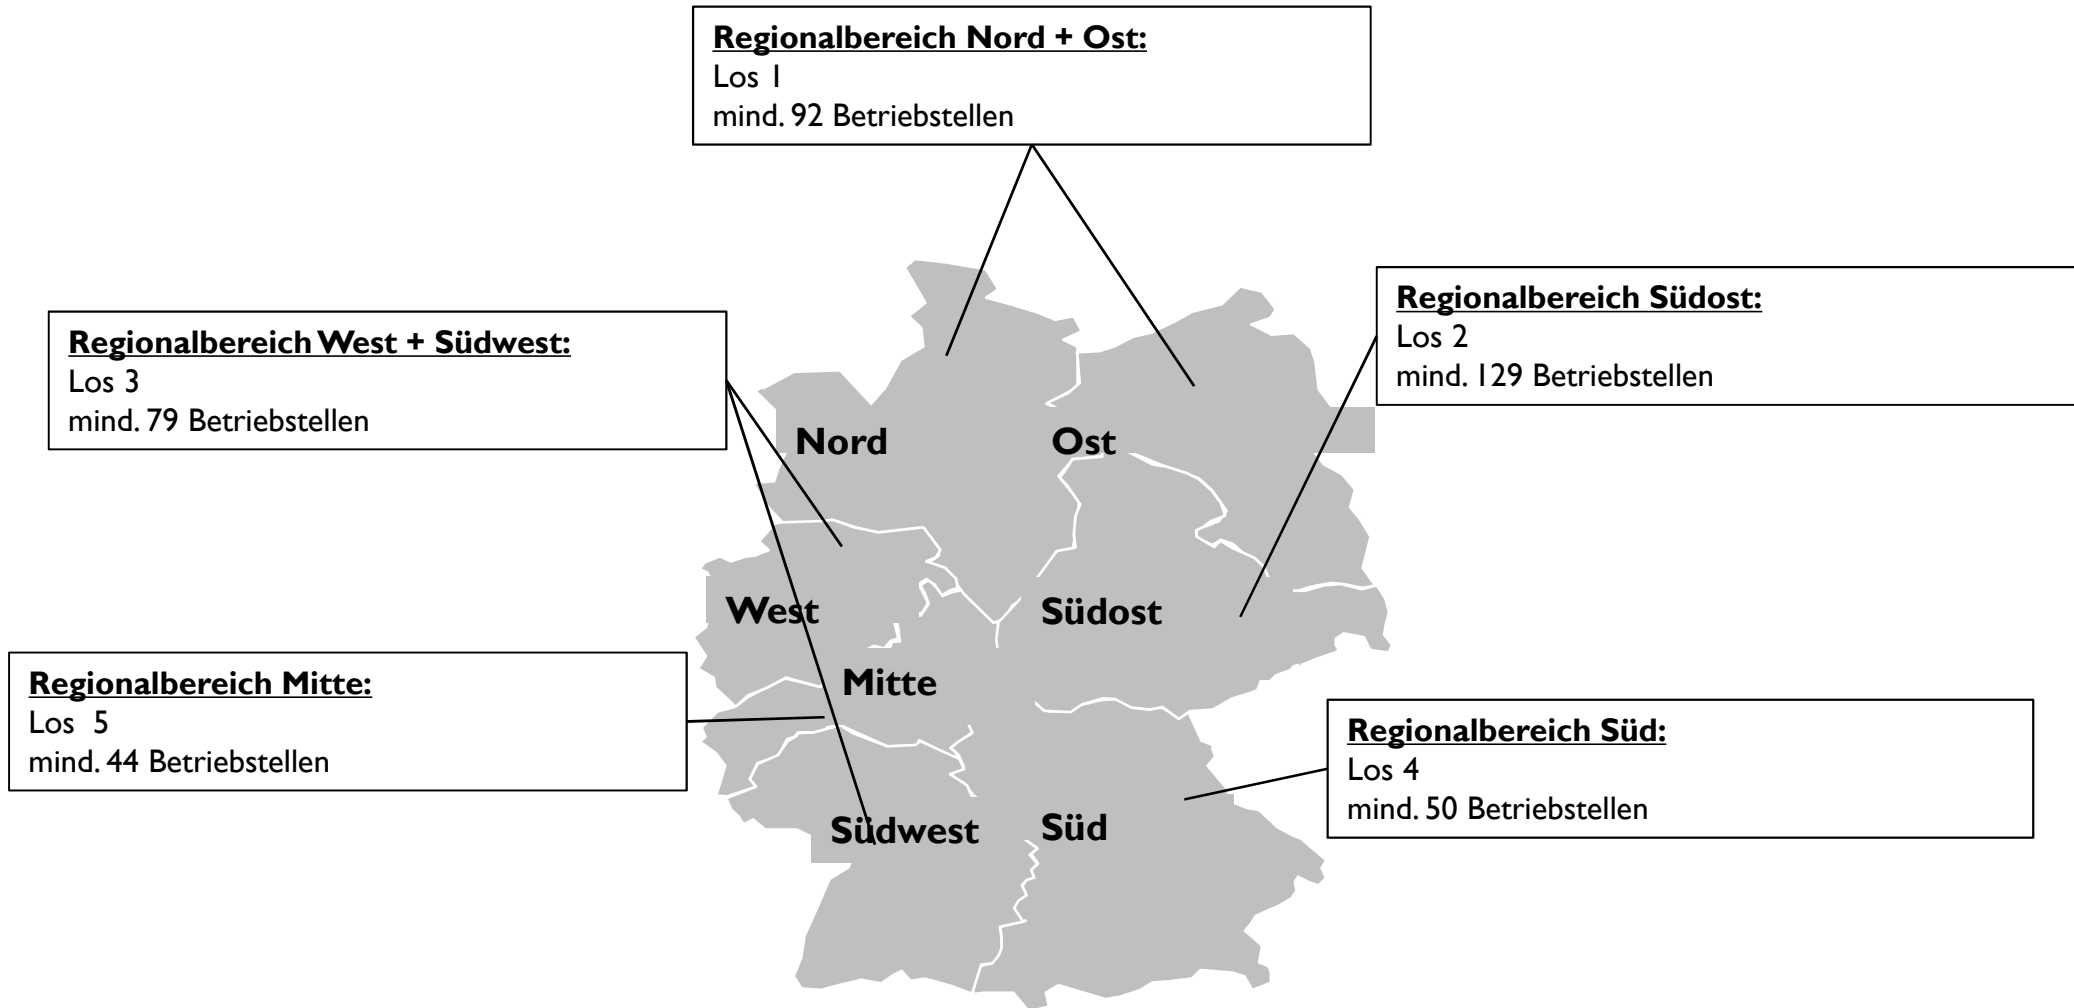 Regionalbereich Nord + Ost:
Los 1
mind. 92 Betriebstellen
Regionalbereich Südost:
Los 2
mind. 129 Betriebstellen
Regionalbereich West + Südwest:
Los 3
mind. 79 Betriebstellen
Nord
Ost
West
Südost
Mitte
Regionalbereich Mitte:
Los 5
mind. 44 Betriebstellen
Regionalbereich Süd:
Los 4
mind. 50 Betriebstellen
Südwest
Süd